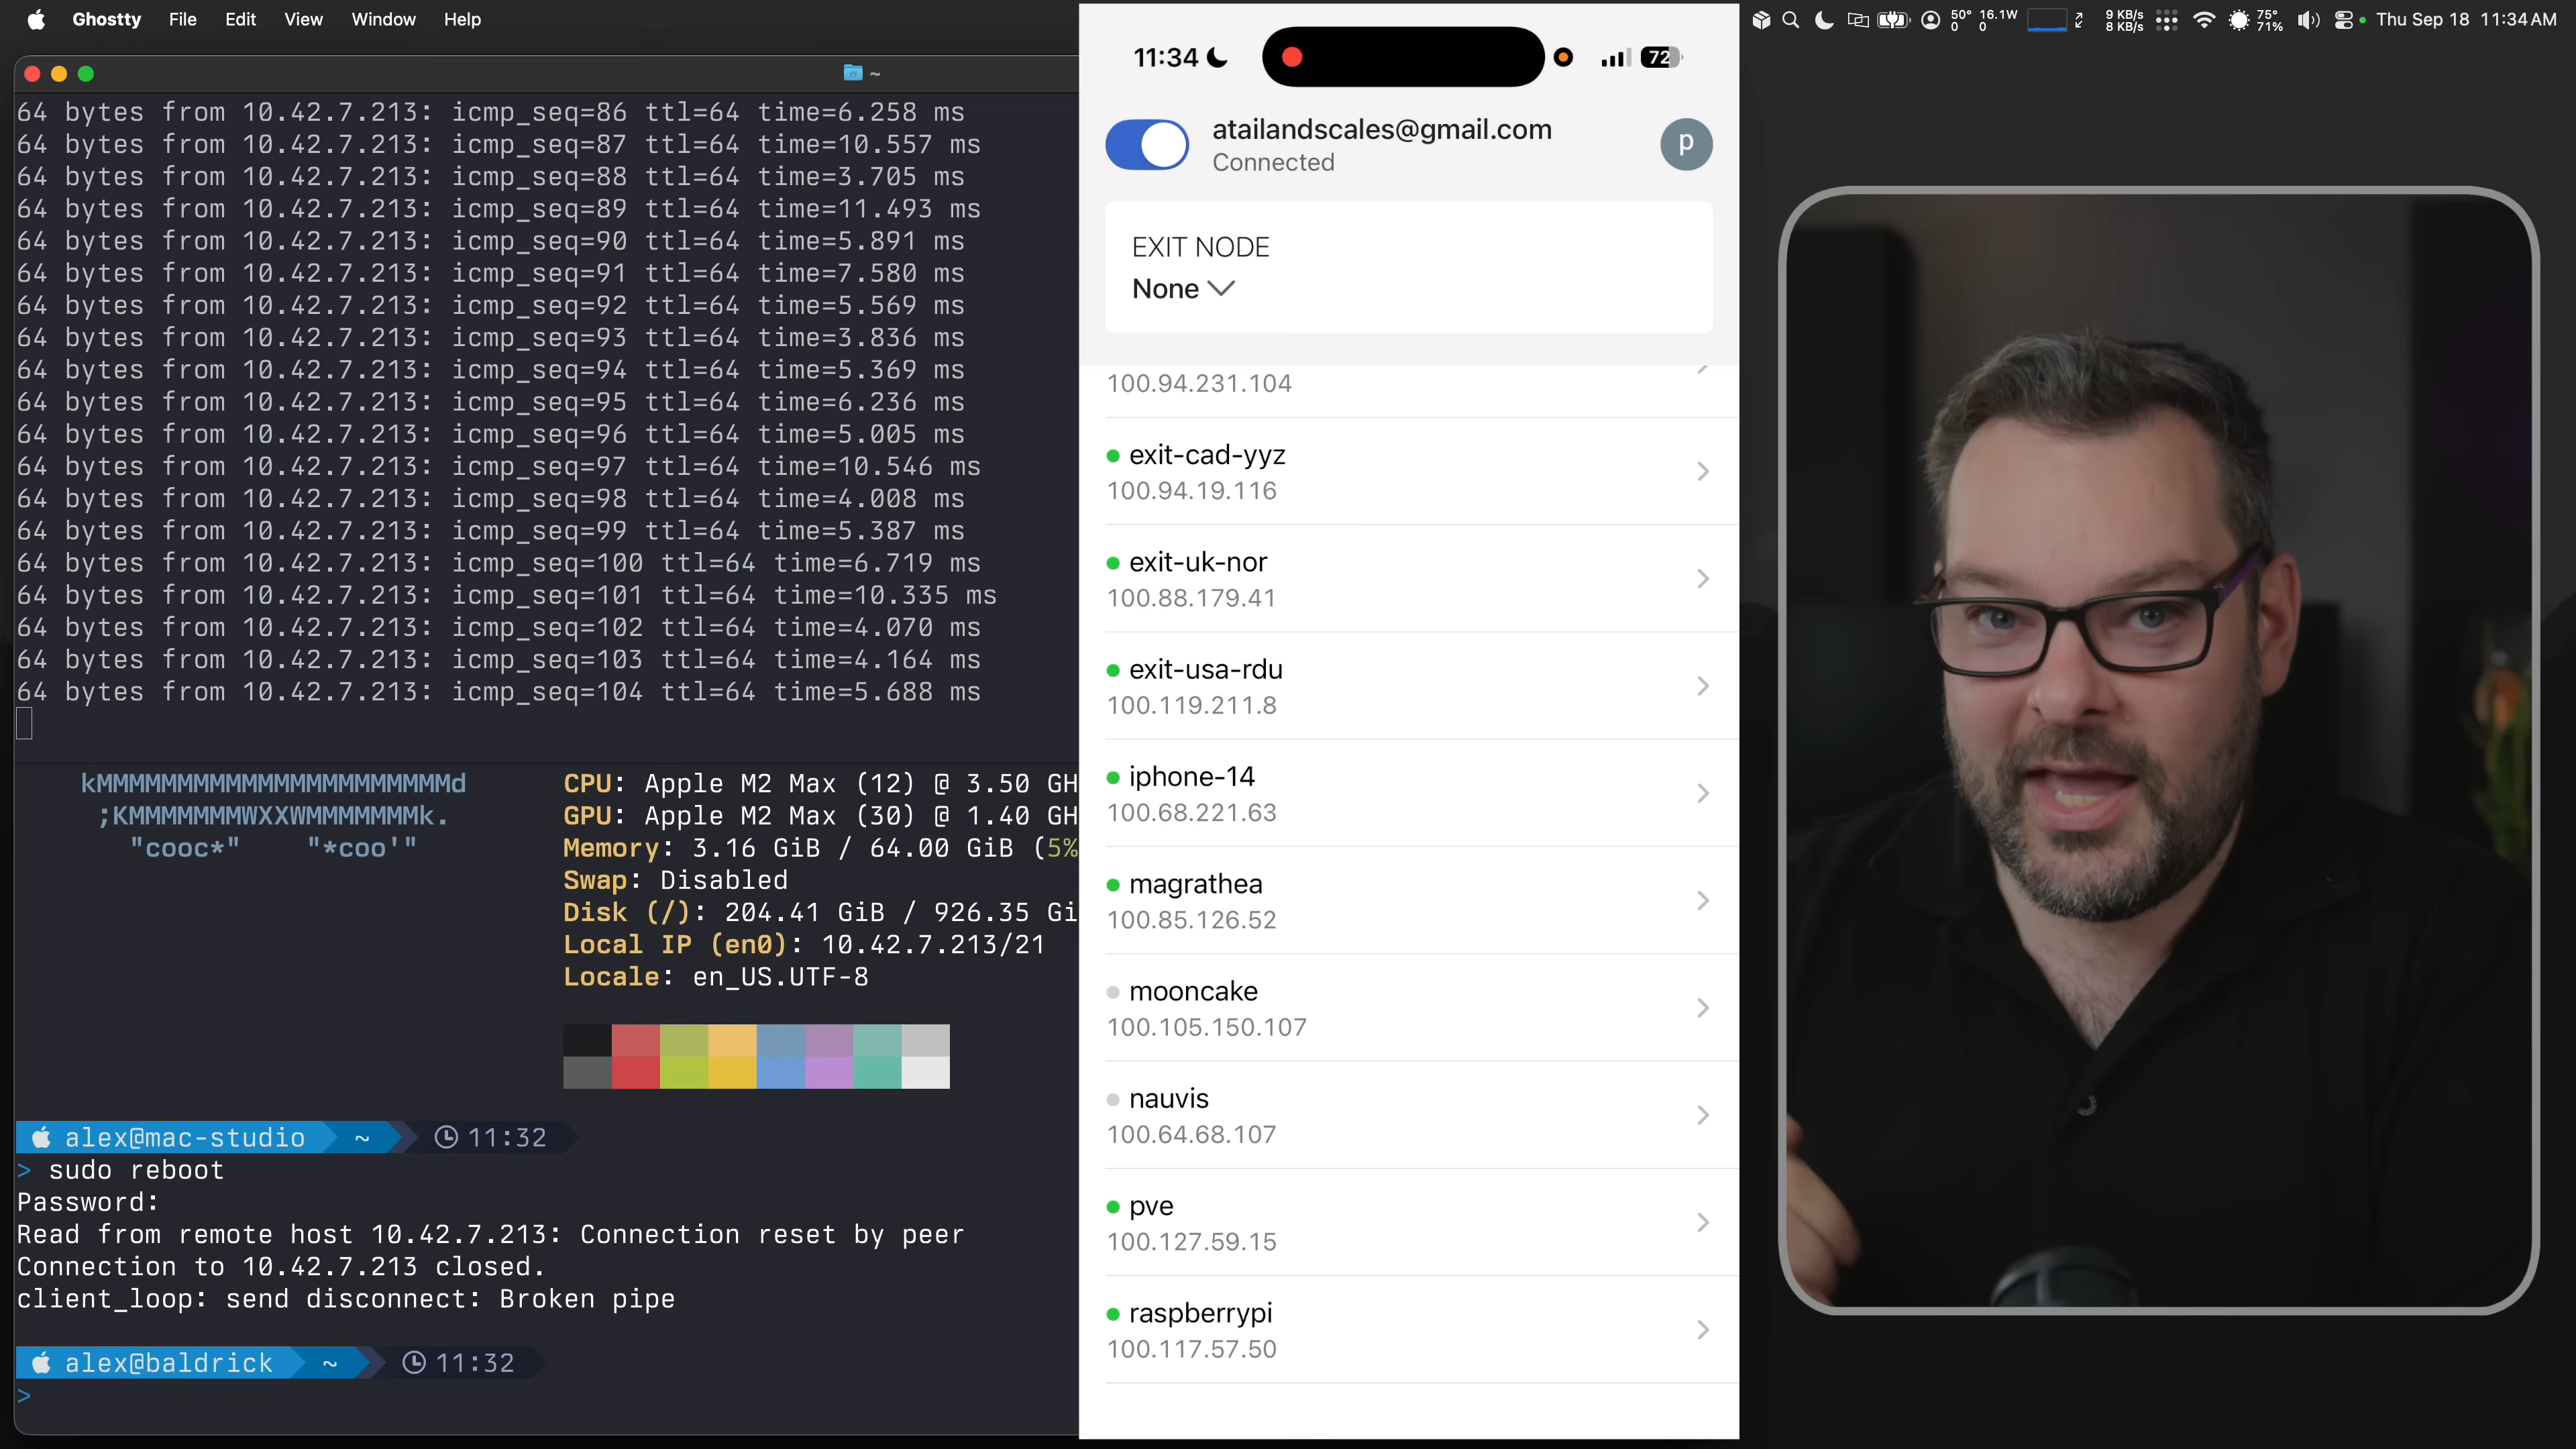 Ghostty File Edit View Window Help
50° 16.1W 9 KB/s 75° Thu Sep 18 11:34 AM
0 0 8 KB/s 71%
~
64 bytes from 10.42.7.213: icmp_seq=86 ttl=64 time=6.258 ms
64 bytes from 10.42.7.213: icmp_seq=87 ttl=64 time=10.557 ms
64 bytes from 10.42.7.213: icmp_seq=88 ttl=64 time=3.705 ms
64 bytes from 10.42.7.213: icmp_seq=89 ttl=64 time=11.493 ms
64 bytes from 10.42.7.213: icmp_seq=90 ttl=64 time=5.891 ms
64 bytes from 10.42.7.213: icmp_seq=91 ttl=64 time=7.580 ms
64 bytes from 10.42.7.213: icmp_seq=92 ttl=64 time=5.569 ms
64 bytes from 10.42.7.213: icmp_seq=93 ttl=64 time=3.836 ms
64 bytes from 10.42.7.213: icmp_seq=94 ttl=64 time=5.369 ms
64 bytes from 10.42.7.213: icmp_seq=95 ttl=64 time=6.236 ms
64 bytes from 10.42.7.213: icmp_seq=96 ttl=64 time=5.005 ms
64 bytes from 10.42.7.213: icmp_seq=97 ttl=64 time=10.546 ms
64 bytes from 10.42.7.213: icmp_seq=98 ttl=64 time=4.008 ms
64 bytes from 10.42.7.213: icmp_seq=99 ttl=64 time=5.387 ms
64 bytes from 10.42.7.213: icmp_seq=100 ttl=64 time=6.719 ms
64 bytes from 10.42.7.213: icmp_seq=101 ttl=64 time=10.335 ms
64 bytes from 10.42.7.213: icmp_seq=102 ttl=64 time=4.070 ms
64 bytes from 10.42.7.213: icmp_seq=103 ttl=64 time=4.164 ms
64 bytes from 10.42.7.213: icmp_seq=104 ttl=64 time=5.688 ms
kMMMMMMMMMMMMMMMMMMMMMMd CPU: Apple M2 Max (12) @ 3.50 GH
;KMMMMMMMWXXWMMMMMMMk. GPU: Apple M2 Max (30) @ 1.40 GH
"cooc*" "*coo'" Memory: 3.16 GiB / 64.00 GiB (5%
Swap: Disabled
Disk (/): 204.41 GiB / 926.35 Gi
Local IP (en0): 10.42.7.213/21
Locale: en_US.UTF-8
alex@mac-studio ~ 11:32
> sudo reboot
Password:
Read from remote host 10.42.7.213: Connection reset by peer
Connection to 10.42.7.213 closed.
client_loop: send disconnect: Broken pipe
alex@baldrick ~ 11:32
>
11:34 72
atailandscales@gmail.com
Connected
p
EXIT NODE
None
100.94.231.104
exit-cad-yyz
100.94.19.116
exit-uk-nor
100.88.179.41
exit-usa-rdu
100.119.211.8
iphone-14
100.68.221.63
magrathea
100.85.126.52
mooncake
100.105.150.107
nauvis
100.64.68.107
pve
100.127.59.15
raspberrypi
100.117.57.50